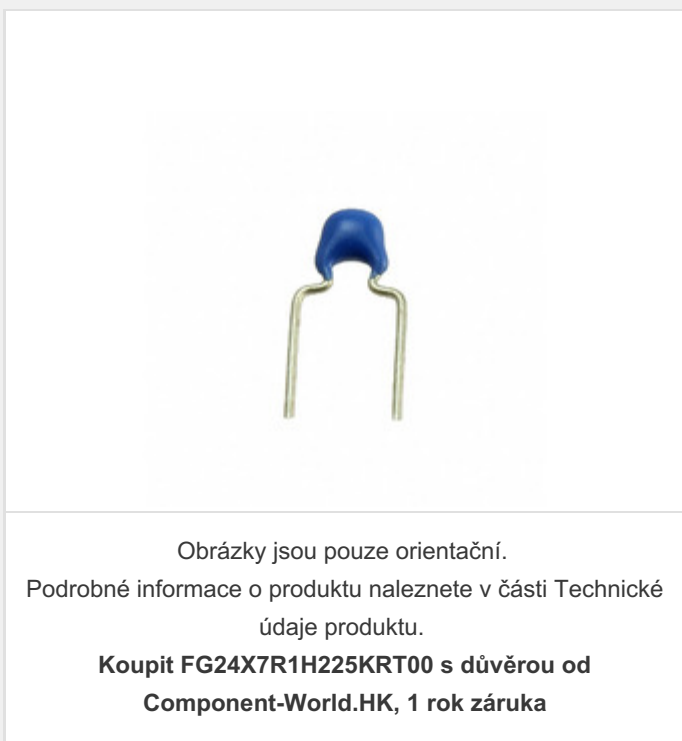 Obrázky jsou pouze orientační.
Podrobné informace o produktu naleznete v části Technické
údaje produktu.
Koupit FG24X7R1H225KRT00 s důvěrou od
Component-World.HK, 1 rok záruka